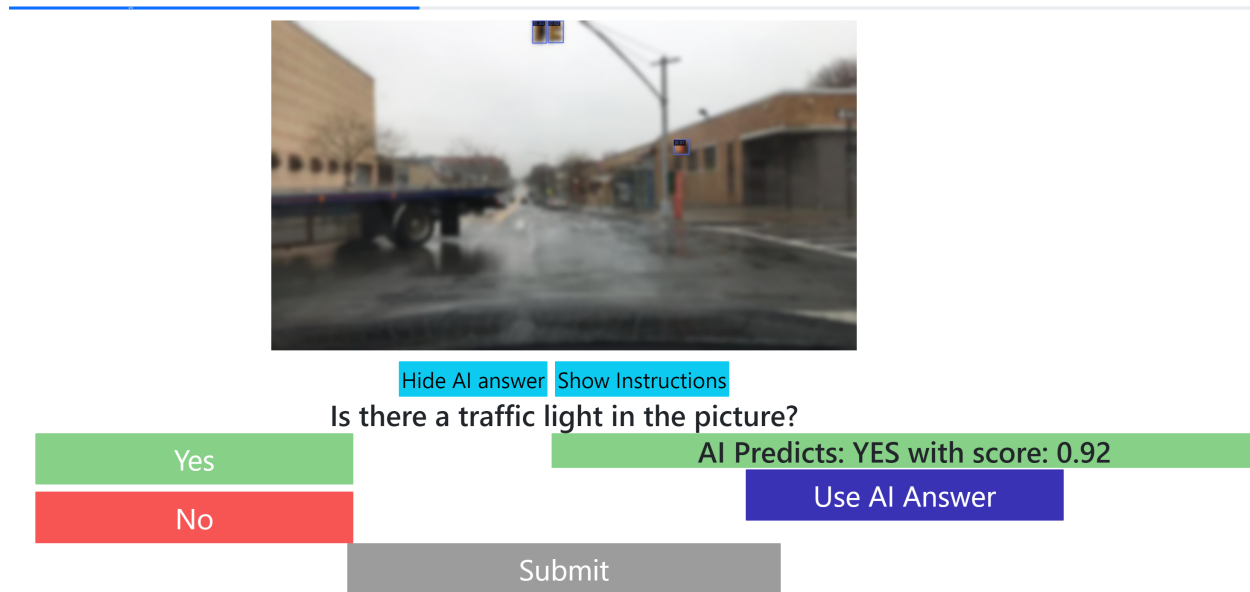 Hide AI answer Show Instructions
Is there a traffic light in the picture?
Yes
AI Predicts: YES with score: 0.92
No
Use AI Answer
Submit